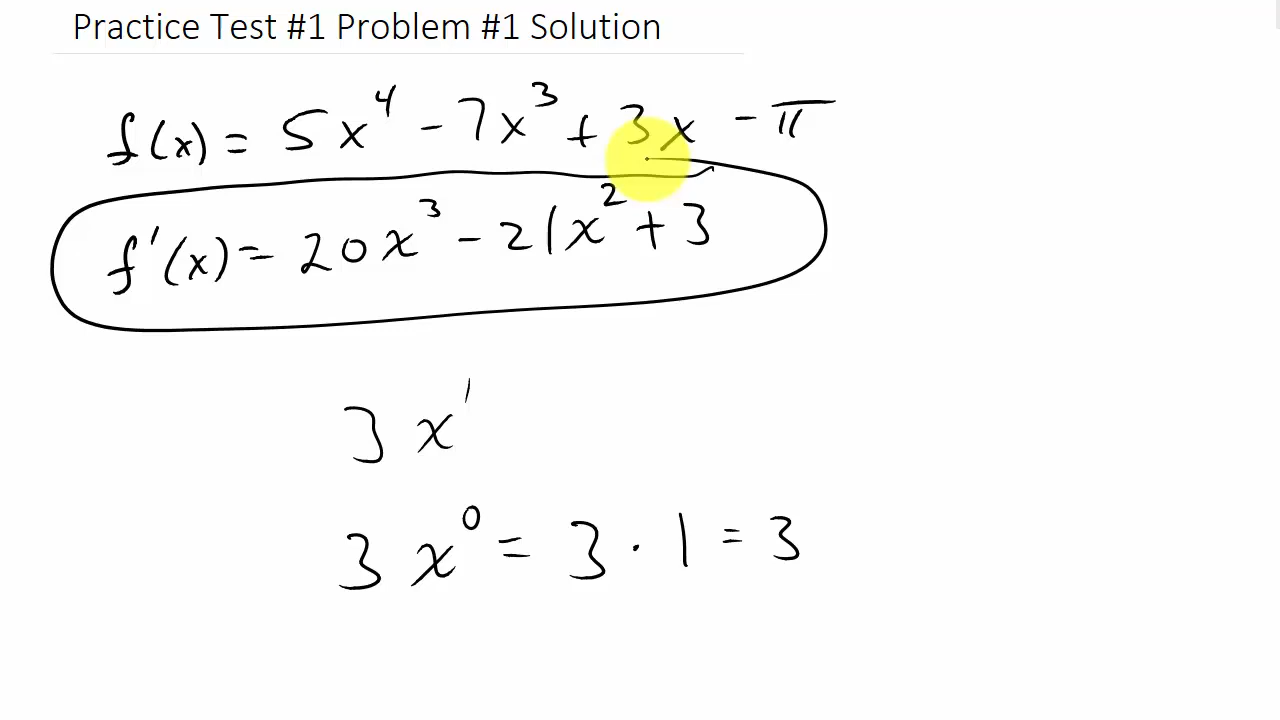 Practice Test #1 Problem #1 Solution
f(x) = 5x⁴ - 7x³ + 3x - π
f'(x) = 20x³ - 21x² + 3
3x¹
3x⁰ = 3 · 1 = 3